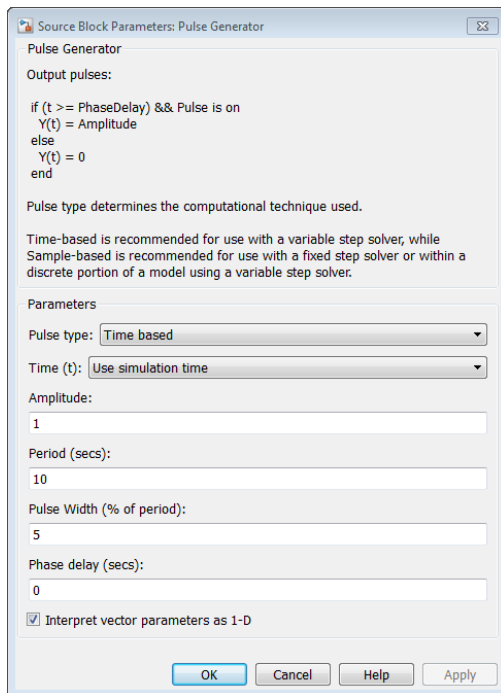 Source Block Parameters: Pulse Generator
Pulse Generator
Output pulses:
if (t >= PhaseDelay) && Pulse is on
Y(t) = Amplitude
else
Y(t) = 0
end
Pulse type determines the computational technique used.
Time-based is recommended for use with a variable step solver, while
Sample-based is recommended for use with a fixed step solver or within a
discrete portion of a model using a variable step solver.
Parameters
Pulse type: Time based
Time (t): Use simulation time
Amplitude:
1
Period (secs):
10
Pulse Width (% of period):
5
Phase delay (secs):
0
Interpret vector parameters as 1-D
OK Cancel Help Apply